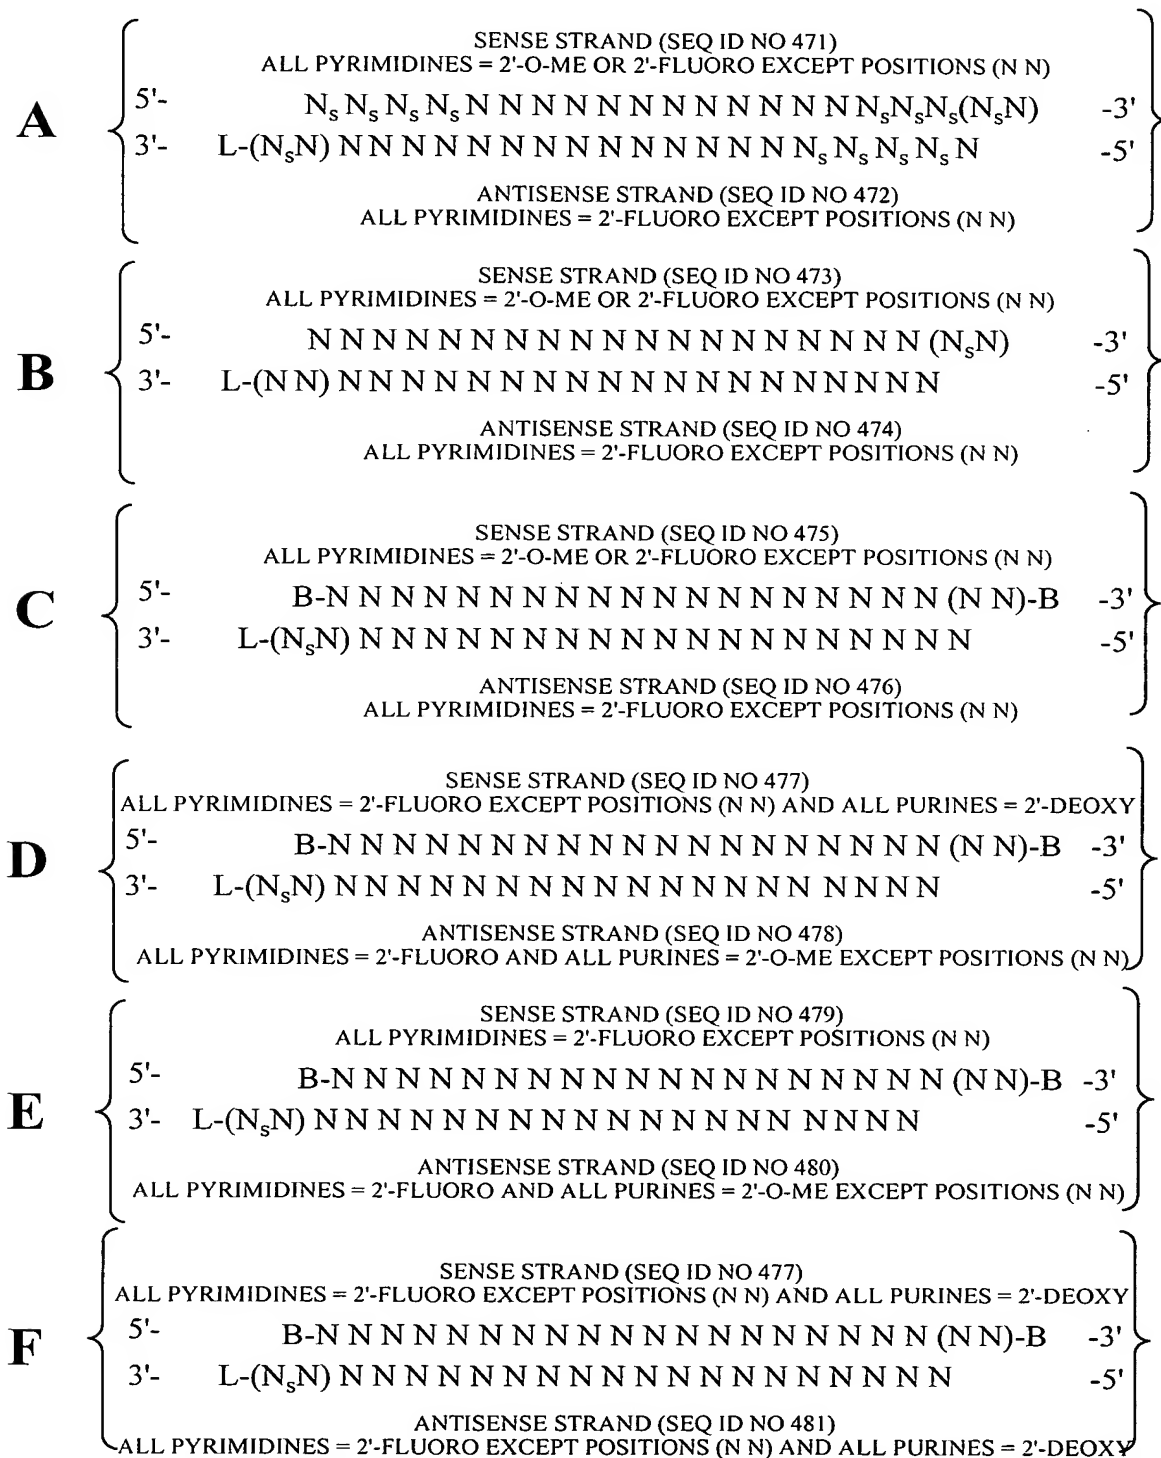 SENSE STRAND (SEQ ID NO 471)
ALL PYRIMIDINES = 2'-O-ME OR 2'-FLUORO EXCEPT POSITIONS (N N)
A
5'- NₛNₛNₛNₛN N N N N N N N N N N N NₛNₛNₛ(NₛN) -3'
3'- L-(NₛN) N N N N N N N N N N N N N N NₛNₛNₛNₛN -5'
ANTISENSE STRAND (SEQ ID NO 472)
ALL PYRIMIDINES = 2'-FLUORO EXCEPT POSITIONS (N N)
SENSE STRAND (SEQ ID NO 473)
ALL PYRIMIDINES = 2'-O-ME OR 2'-FLUORO EXCEPT POSITIONS (N N)
B
5'- N N N N N N N N N N N N N N N N N N N (NₛN) -3'
3'- L-(N N) N N N N N N N N N N N N N N N N N N N -5'
ANTISENSE STRAND (SEQ ID NO 474)
ALL PYRIMIDINES = 2'-FLUORO EXCEPT POSITIONS (N N)
SENSE STRAND (SEQ ID NO 475)
ALL PYRIMIDINES = 2'-O-ME OR 2'-FLUORO EXCEPT POSITIONS (N N)
C
5'- B-N N N N N N N N N N N N N N N N N N N (N N)-B -3'
3'- L-(NₛN) N N N N N N N N N N N N N N N N N N N -5'
ANTISENSE STRAND (SEQ ID NO 476)
ALL PYRIMIDINES = 2'-FLUORO EXCEPT POSITIONS (N N)
SENSE STRAND (SEQ ID NO 477)
ALL PYRIMIDINES = 2'-FLUORO EXCEPT POSITIONS (N N) AND ALL PURINES = 2'-DEOXY
D
5'- B-N N N N N N N N N N N N N N N N N N N (N N)-B -3'
3'- L-(NₛN) N N N N N N N N N N N N N N N N N N N -5'
ANTISENSE STRAND (SEQ ID NO 478)
ALL PYRIMIDINES = 2'-FLUORO AND ALL PURINES = 2'-O-ME EXCEPT POSITIONS (N N)
SENSE STRAND (SEQ ID NO 479)
ALL PYRIMIDINES = 2'-FLUORO EXCEPT POSITIONS (N N)
E
5'- B-N N N N N N N N N N N N N N N N N N N (N N)-B -3'
3'- L-(NₛN) N N N N N N N N N N N N N N N N N N N -5'
ANTISENSE STRAND (SEQ ID NO 480)
ALL PYRIMIDINES = 2'-FLUORO AND ALL PURINES = 2'-O-ME EXCEPT POSITIONS (N N)
SENSE STRAND (SEQ ID NO 477)
ALL PYRIMIDINES = 2'-FLUORO EXCEPT POSITIONS (N N) AND ALL PURINES = 2'-DEOXY
F
5'- B-N N N N N N N N N N N N N N N N N N N (N N)-B -3'
3'- L-(NₛN) N N N N N N N N N N N N N N N N N N N -5'
ANTISENSE STRAND (SEQ ID NO 481)
ALL PYRIMIDINES = 2'-FLUORO EXCEPT POSITIONS (N N) AND ALL PURINES = 2'-DEOXY